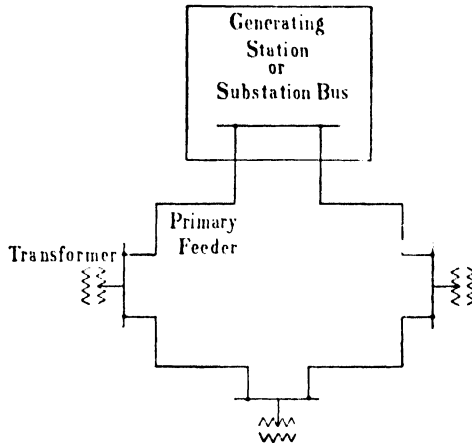 Generating
Station
or
Substation Bus
Primary
Feeder
Transformer